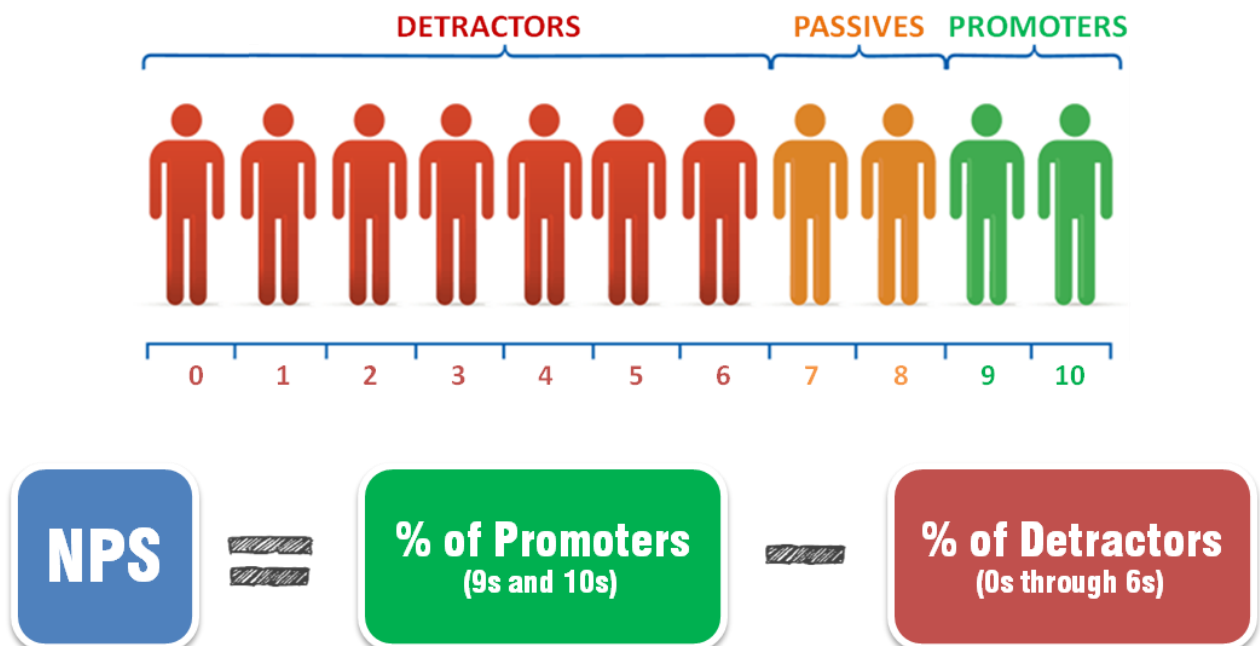 DETRACTORS PASSIVES PROMOTERS
0 1 2 3 4 5 6 7 8 9 10
NPS = % of Promoters - % of Detractors
(9s and 10s) (0s through 6s)